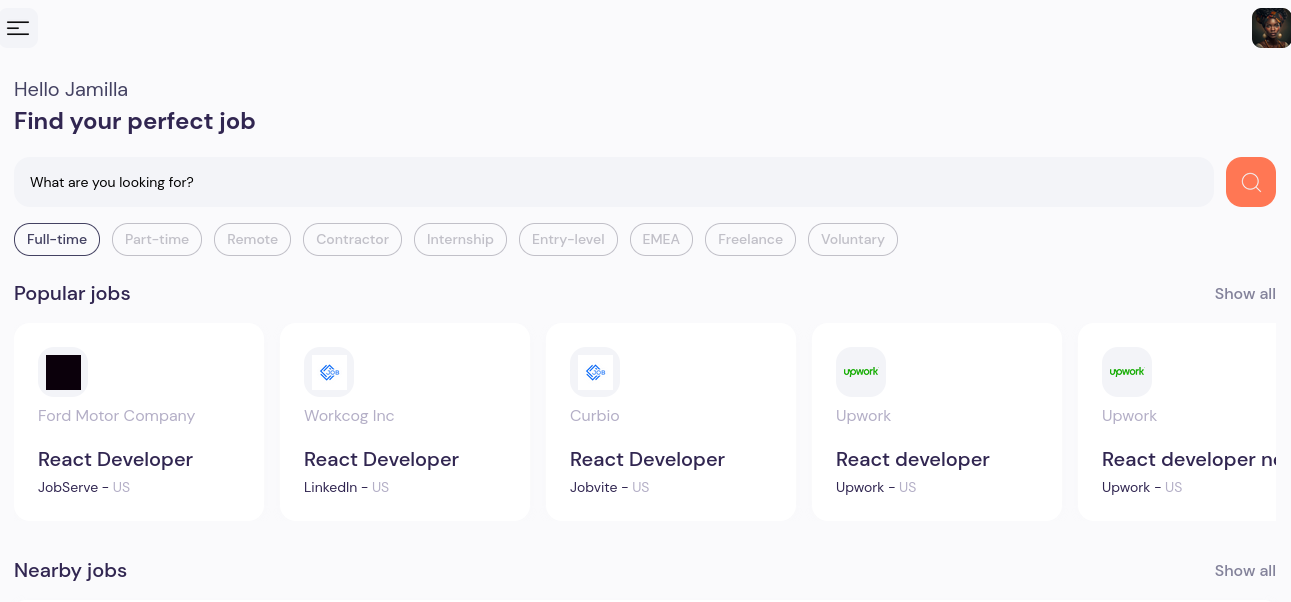 Hello Jamilla
Find your perfect job
What are you looking for?
Full-time Part-time Remote Contractor Internship Entry-level EMEA Freelance Voluntary
Popular jobs Show all
JOB JOB upwork upwork
Ford Motor Company Workcog Inc Curbio Upwork Upwork
React Developer React Developer React Developer React developer React developer
JobServe - US LinkedIn - US Jobvite - US Upwork - US Upwork - US
Nearby jobs Show all